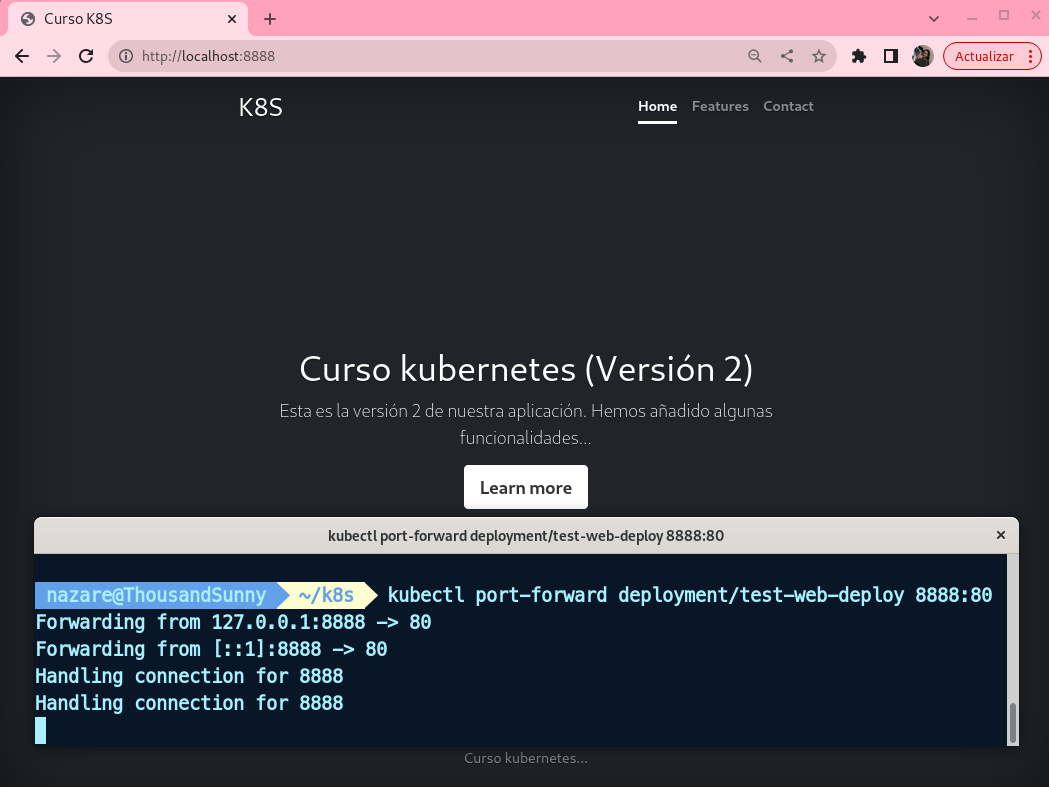 Curso K8S
http://localhost:8888
Actualizar
K8S
Home Features Contact
Curso kubernetes (Versión 2)
Esta es la versión 2 de nuestra aplicación. Hemos añadido algunas
funcionalidades...
Learn more
kubectl port-forward deployment/test-web-deploy 8888:80
nazare@ThousandSunny ~/k8s kubectl port-forward deployment/test-web-deploy 8888:80
Forwarding from 127.0.0.1:8888 -> 80
Forwarding from [::1]:8888 -> 80
Handling connection for 8888
Handling connection for 8888
Curso kubernetes...